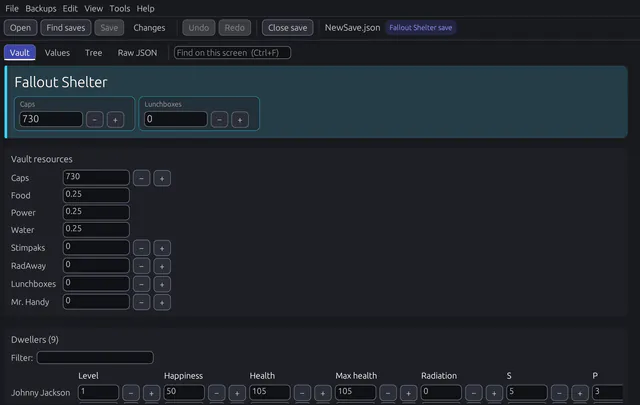 File Backups Edit View Tools Help
Open Find saves Save Changes Undo Redo Close save NewSave.json Fallout Shelter save
Vault Values Tree Raw JSON Find on this screen (Ctrl+F)
Fallout Shelter
Caps Lunchboxes
730 − + 0 − +
Vault resources
Caps 730 − +
Food 0.25
Power 0.25
Water 0.25
Stimpaks 0 − +
RadAway 0 − +
Lunchboxes 0 − +
Mr. Handy 0 − +
Dwellers (9)
Filter:
Level Happiness Health Max health Radiation S P
Johnny Jackson 1 − + 50 − + 105 − + 105 − + 0 − + 5 − + 3